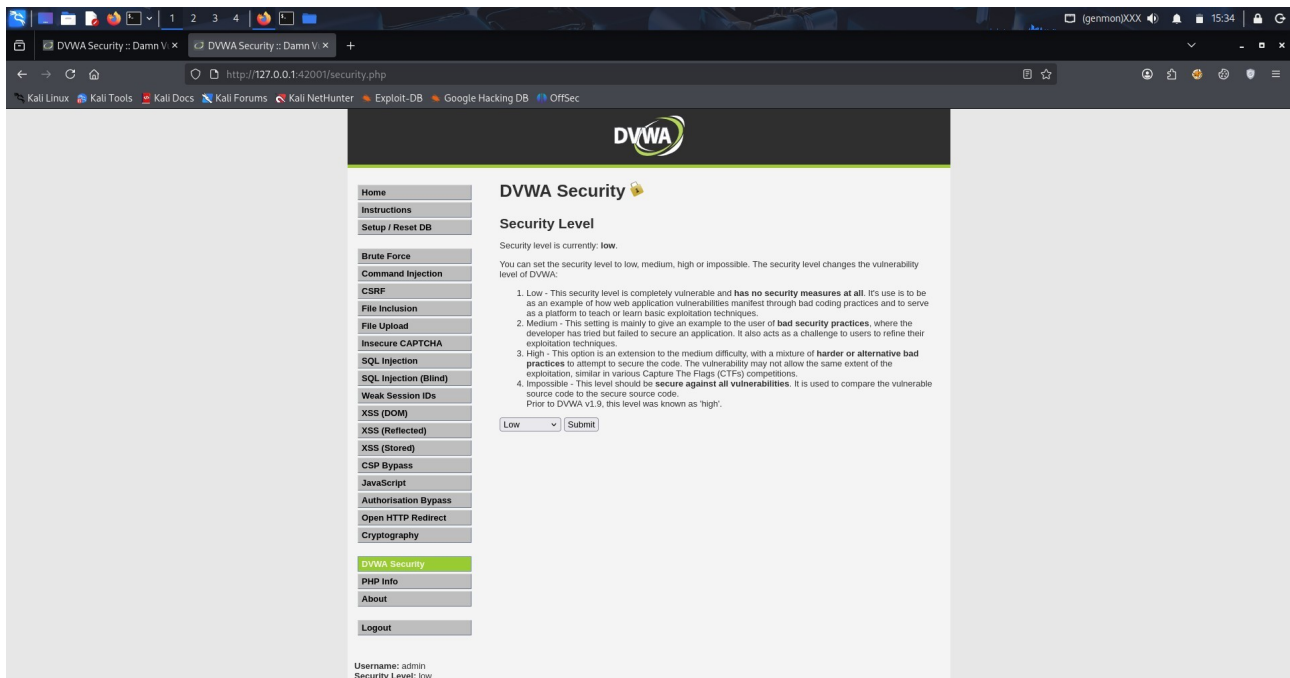 1 2 3 4
(genmon)XXX
15:34
DVWA Security :: Damn V
DVWA Security :: Damn V
http://127.0.0.1:42001/security.php
Kali Linux Kali Tools Kali Docs Kali Forums Kali NetHunter Exploit-DB Google Hacking DB OffSec
DVWA
Home
Instructions
Setup / Reset DB
Brute Force
Command Injection
CSRF
File Inclusion
File Upload
Insecure CAPTCHA
SQL Injection
SQL Injection (Blind)
Weak Session IDs
XSS (DOM)
XSS (Reflected)
XSS (Stored)
CSP Bypass
JavaScript
Authorisation Bypass
Open HTTP Redirect
Cryptography
DVWA Security
PHP Info
About
Logout
Username: admin
Security Level: low
DVWA Security
Security Level
Security level is currently: low.
You can set the security level to low, medium, high or impossible. The security level changes the vulnerability
level of DVWA:
1. Low - This security level is completely vulnerable and has no security measures at all. It's use is to be
as an example of how web application vulnerabilities manifest through bad coding practices and to serve
as a platform to teach or learn basic exploitation techniques.
2. Medium - This setting is mainly to give an example to the user of bad security practices, where the
developer has tried but failed to secure an application. It also acts as a challenge to users to refine their
exploitation techniques.
3. High - This option is an extension to the medium difficulty, with a mixture of harder or alternative bad
practices to attempt to secure the code. The vulnerability may not allow the same extent of the
exploitation, similar in various Capture The Flags (CTFs) competitions.
4. Impossible - This level should be secure against all vulnerabilities. It is used to compare the vulnerable
source code to the secure source code.
Prior to DVWA v1.9, this level was known as 'high'.
Low Submit